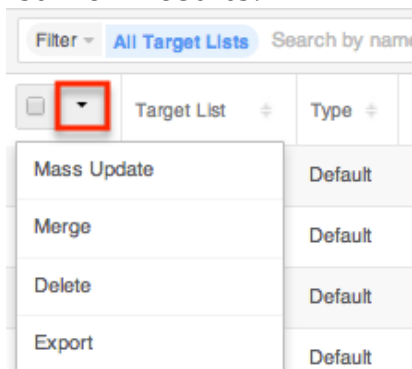 Filter All Target Lists Search by name
Target List Type
Mass Update Default
Merge Default
Delete Default
Export Default